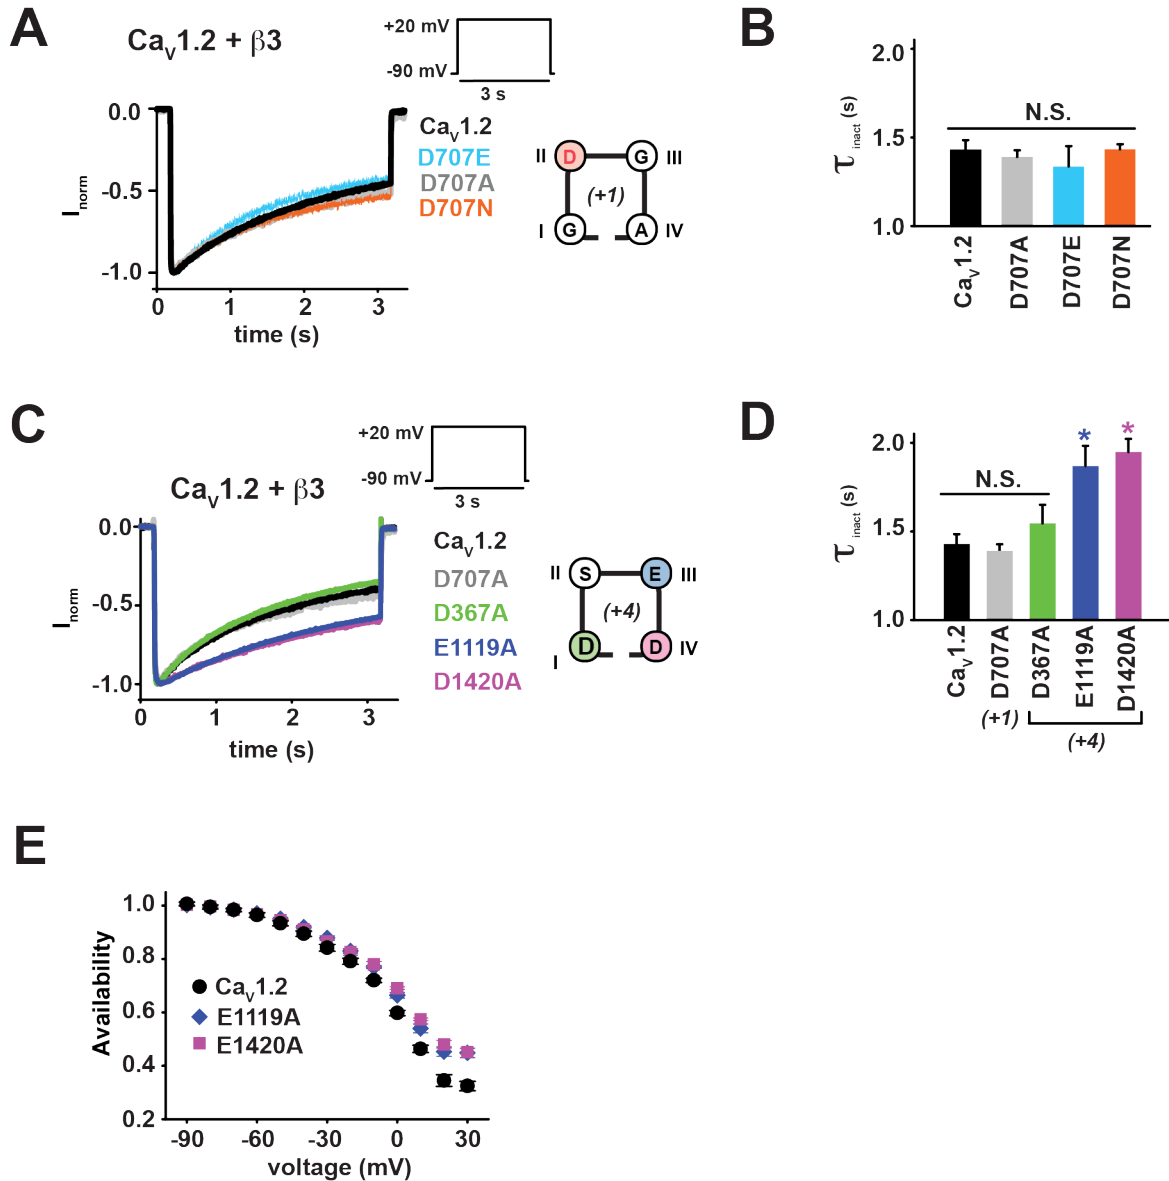 A
CaV1.2 + β3
+20 mV
-90 mV
3 s
0.0
-0.5
-1.0
Inorm
0 1 2 3
time (s)
CaV1.2
D707E
D707A
D707N
II D G III
(+1)
I G A IV
B
2.0
1.5
1.0
τinact (s)
N.S.
CaV1.2
D707A
D707E
D707N
C
CaV1.2 + β3
+20 mV
-90 mV
3 s
0.0
-0.5
-1.0
Inorm
0 1 2 3
time (s)
CaV1.2
D707A
D367A
E1119A
D1420A
II S E III
(+4)
I D D IV
D
2.0
1.5
1.0
τinact (s)
N.S.
* *
CaV1.2
D707A
D367A
E1119A
D1420A
(+1)
(+4)
E
1.0
0.8
0.6
0.4
0.2
Availability
CaV1.2
E1119A
E1420A
-90 -60 -30 0 30
voltage (mV)